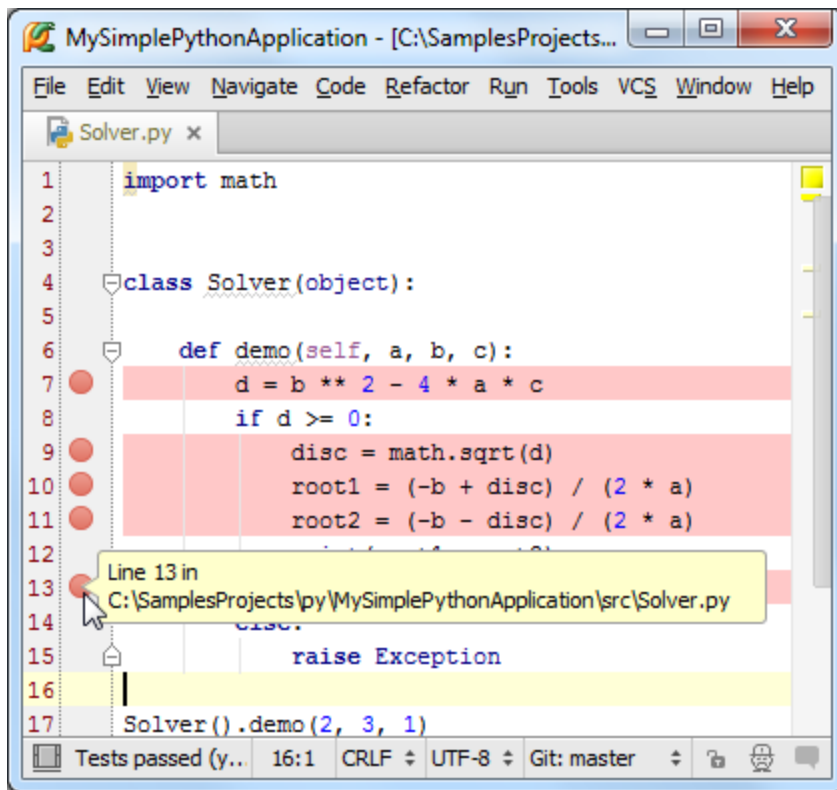 MySimplePythonApplication - [C:\SamplesProjects...
File Edit View Navigate Code Refactor Run Tools VCS Window Help
Solver.py
1 import math
2
3
4 class Solver(object):
5
6 def demo(self, a, b, c):
7 d = b ** 2 - 4 * a * c
8 if d >= 0:
9 disc = math.sqrt(d)
10 root1 = (-b + disc) / (2 * a)
11 root2 = (-b - disc) / (2 * a)
12
Line 13 in
13 C:\SamplesProjects\py\MySimplePythonApplication\src\Solver.py
14 else:
15 raise Exception
16
17 Solver().demo(2, 3, 1)
Tests passed (y... 16:1 CRLF UTF-8 Git: master